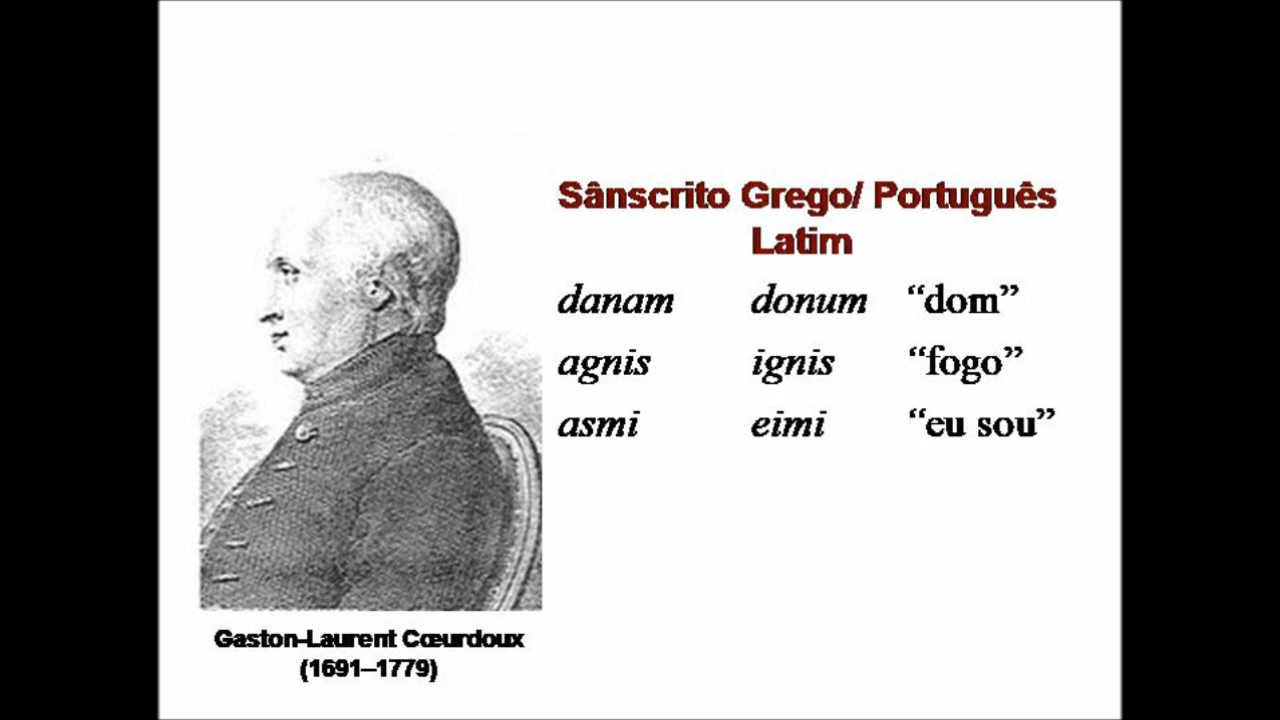 Sânscrito Grego/ Português
Latim
danam donum “dom”
agnis ignis “fogo”
asmi eimi “eu sou”
Gaston-Laurent Cœurdoux
(1691–1779)